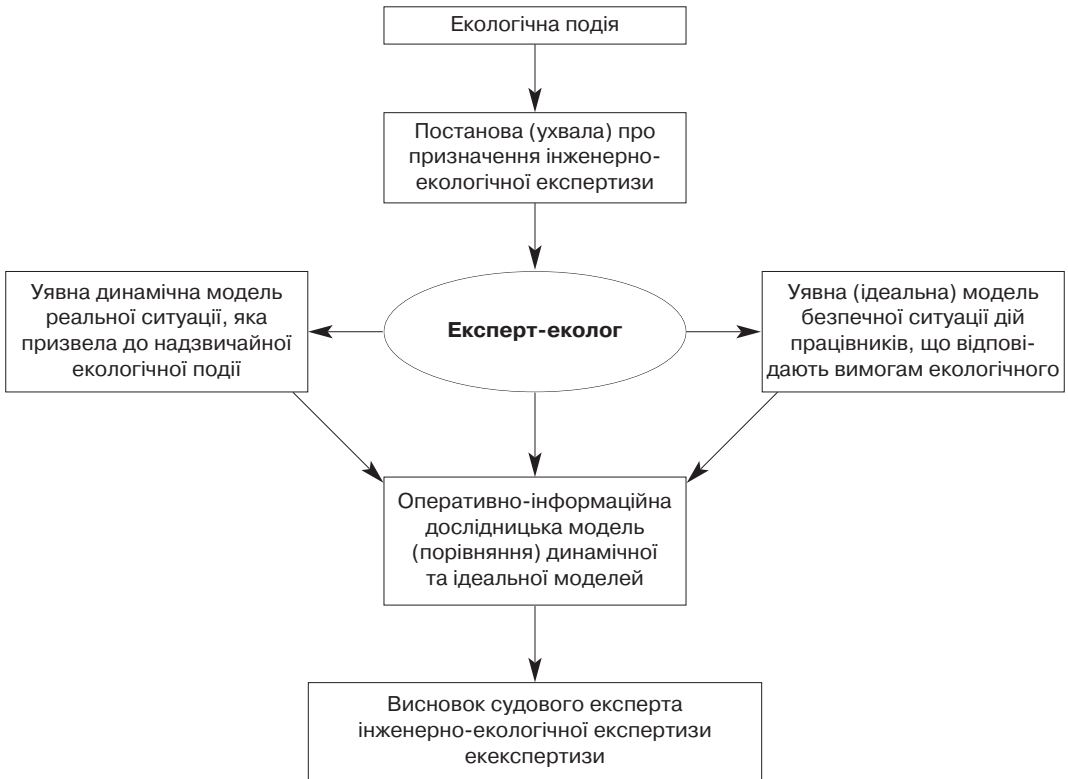 Екологічна подія
Постанова (ухвала) про
призначення інженерно-
екологічної експертизи
Уявна динамічна модель
реальної ситуації, яка
призвела до надзвичайної
екологічної події
Експерт-еколог
Уявна (ідеальна) модель
безпечної ситуації дій
працівників, що відпові-
дають вимогам екологічного
Оперативно-інформаційна
дослідницька модель
(порівняння) динамічної
та ідеальної моделей
Висновок судового експерта
інженерно-екологічної експертизи
екекспертизи